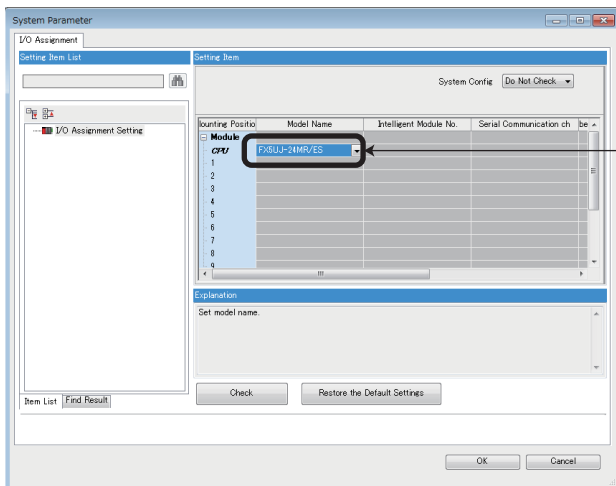 System Parameter
I/O Assignment
Setting Item List
Setting Item
System Config Do Not Check
I/O Assignment Setting
lounting Positio Model Name Intelligent Module No. Serial Communication ch be
Module
CPU FX5UJ-24MR/ES
1
2
3
4
5
6
7
8
9
Explanation
Set model name.
Check Restore the Default Settings
Item List Find Result
OK Cancel